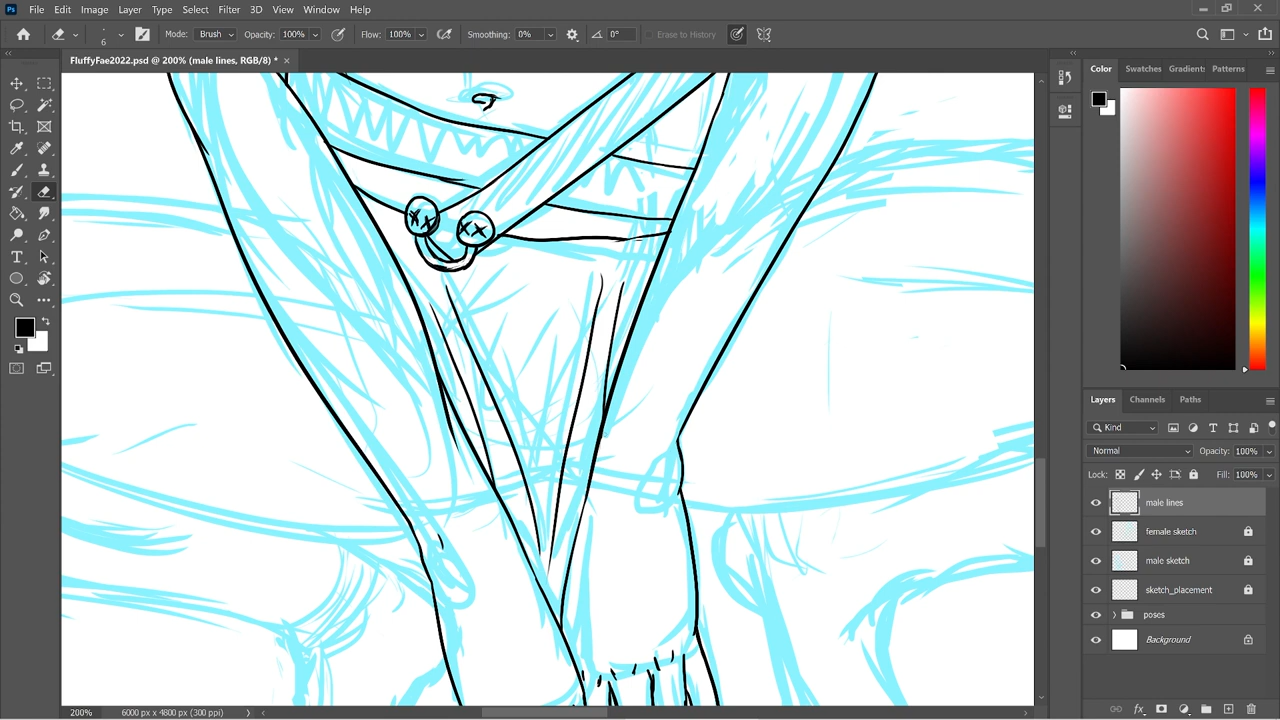 Ps File Edit Image Layer Type Select Filter 3D View Window Help
6 Mode: Brush Opacity: 100% Flow: 100% Smoothing: 0% 0° Erase to History
FluffyFae2022.psd @ 200% (male lines, RGB/8) *
Color Swatches Gradients Patterns
Layers Channels Paths
Kind
Normal Opacity: 100%
Lock: Fill: 100%
male lines
female sketch
male sketch
sketch_placement
poses
Background
200% 6000 px x 4800 px (300 ppi)
fx